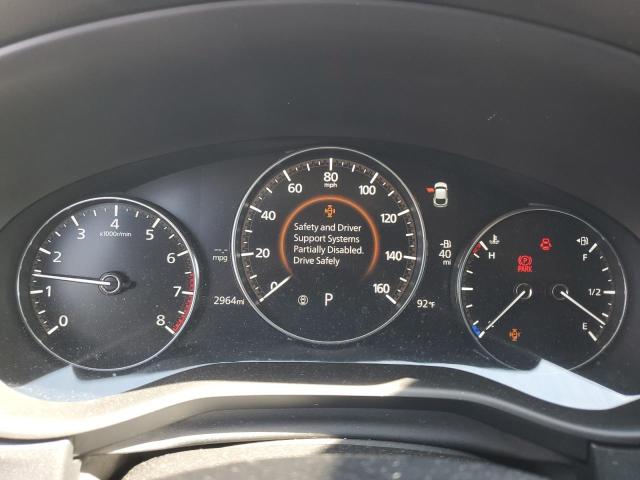 4
3
5
x1000r/min
2
6
1
7
0
8
80
60
mph
100
40
120
20
140
0
160
Safety and Driver
Support Systems
Partially Disabled.
Drive Safely
P
--.-
mpg
2964mi
40
mi
92°F
H
F
(P)
PARK
1/2
E